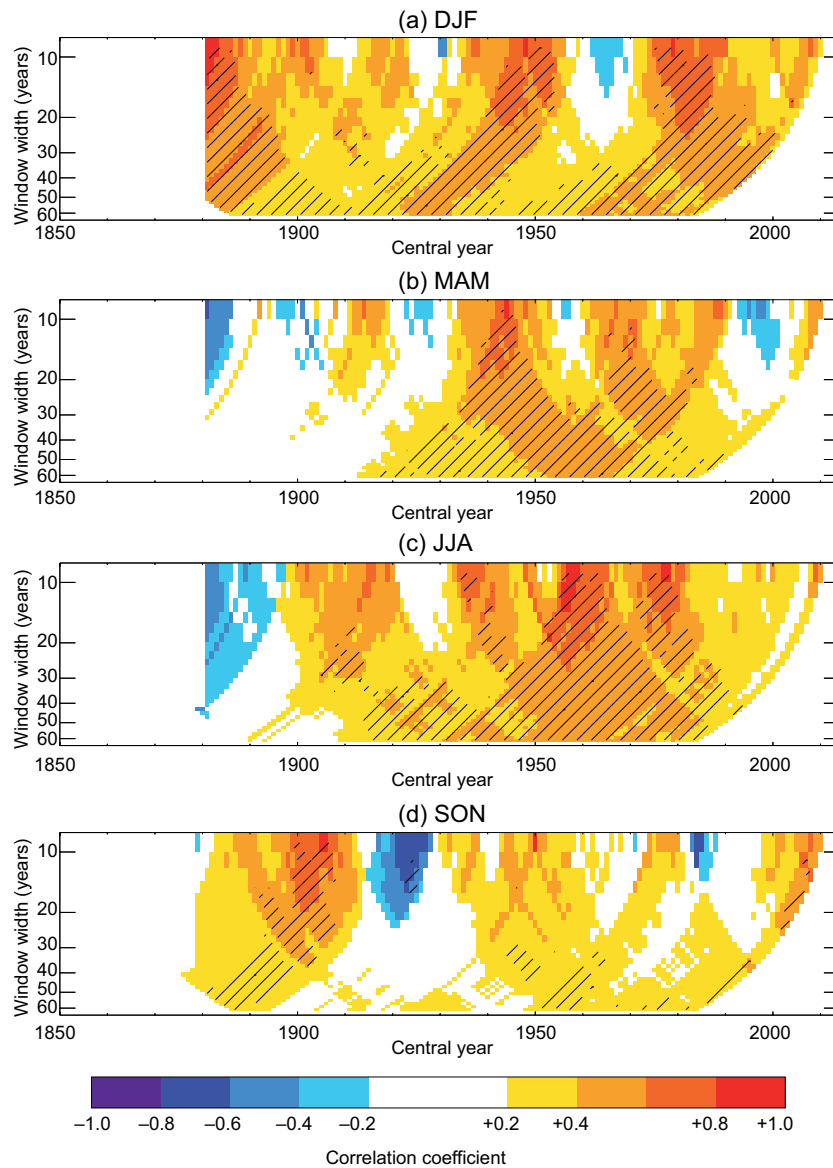 (a) DJF
Window width (years)
10
20
30
40
50
60
1850
1900
1950
2000
Central year
(b) MAM
Window width (years)
10
20
30
40
50
60
1850
1900
1950
2000
Central year
(c) JJA
Window width (years)
10
20
30
40
50
60
1850
1900
1950
2000
Central year
(d) SON
Window width (years)
10
20
30
40
50
60
1850
1900
1950
2000
Central year
–1.0 –0.8 –0.6 –0.4 –0.2 +0.2 +0.4 +0.8 +1.0
Correlation coefficient